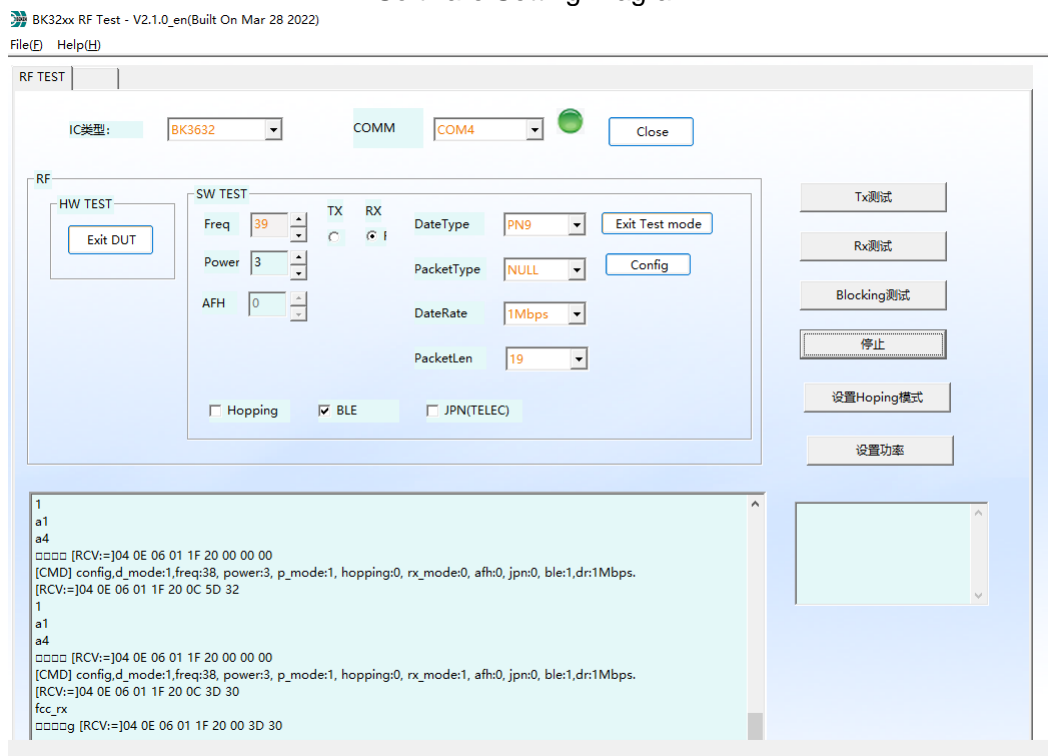 BK32xx RF Test - V2.1.0_en(Built On Mar 28 2022)
File(F) Help(H)
RF TEST
IC类型: BK3632 COMM COM4 Close
RF
HW TEST
Exit DUT
SW TEST
Freq 39 TX RX DateType PN9 Exit Test mode
Power 3 PacketType NULL Config
AFH 0 DateRate 1Mbps
PacketLen 19
Hopping BLE JPN(TELEC)
Tx测试
Rx测试
Blocking测试
停止
设置Hoping模式
设置功率
1
a1
a4
□□□□ [RCV:=]04 0E 06 01 1F 20 00 00 00
[CMD] config,d_mode:1,freq:38, power:3, p_mode:1, hopping:0, rx_mode:0, afh:0, jpn:0, ble:1,dr:1Mbps.
[RCV:=]04 0E 06 01 1F 20 0C 5D 32
1
a1
a4
□□□□ [RCV:=]04 0E 06 01 1F 20 00 00 00
[CMD] config,d_mode:1,freq:38, power:3, p_mode:1, hopping:0, rx_mode:1, afh:0, jpn:0, ble:1,dr:1Mbps.
[RCV:=]04 0E 06 01 1F 20 0C 3D 30
fcc_rx
□□□□g [RCV:=]04 0E 06 01 1F 20 00 3D 30